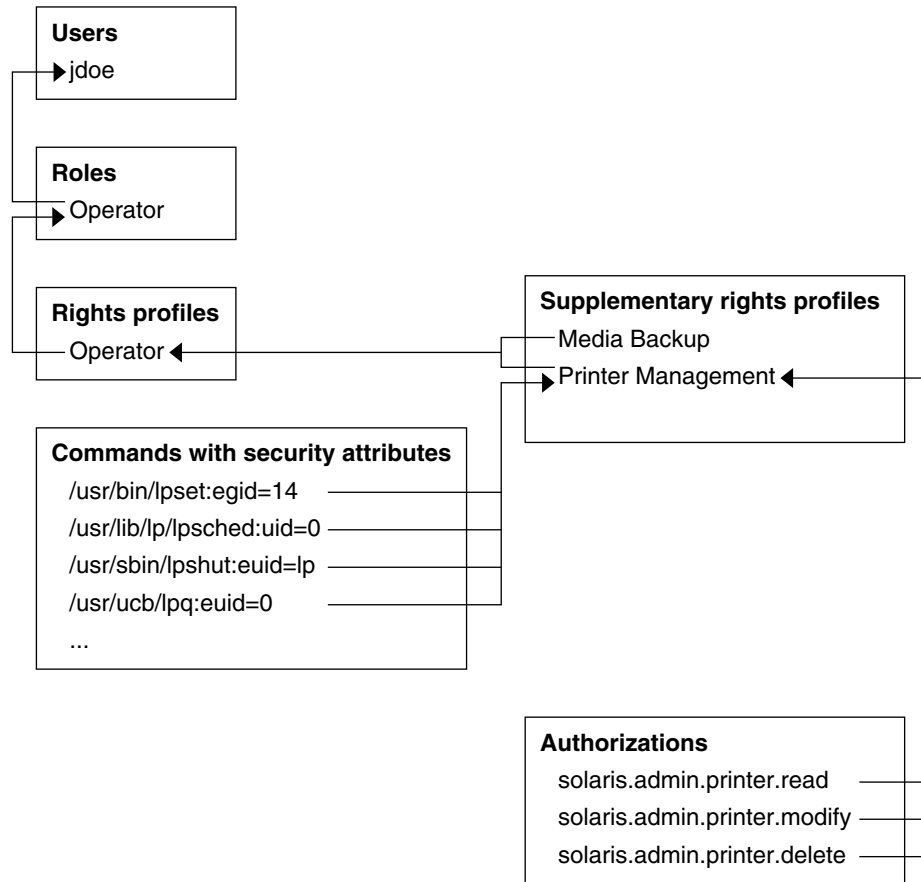 Users
jdoe
Roles
Operator
Rights profiles
Operator
Supplementary rights profiles
Media Backup
Printer Management
Commands with security attributes
/usr/bin/lpset:egid=14
/usr/lib/lp/lpsched:uid=0
/usr/sbin/lpshut:euid=lp
/usr/ucb/lpq:euid=0
...
Authorizations
solaris.admin.printer.read
solaris.admin.printer.modify
solaris.admin.printer.delete